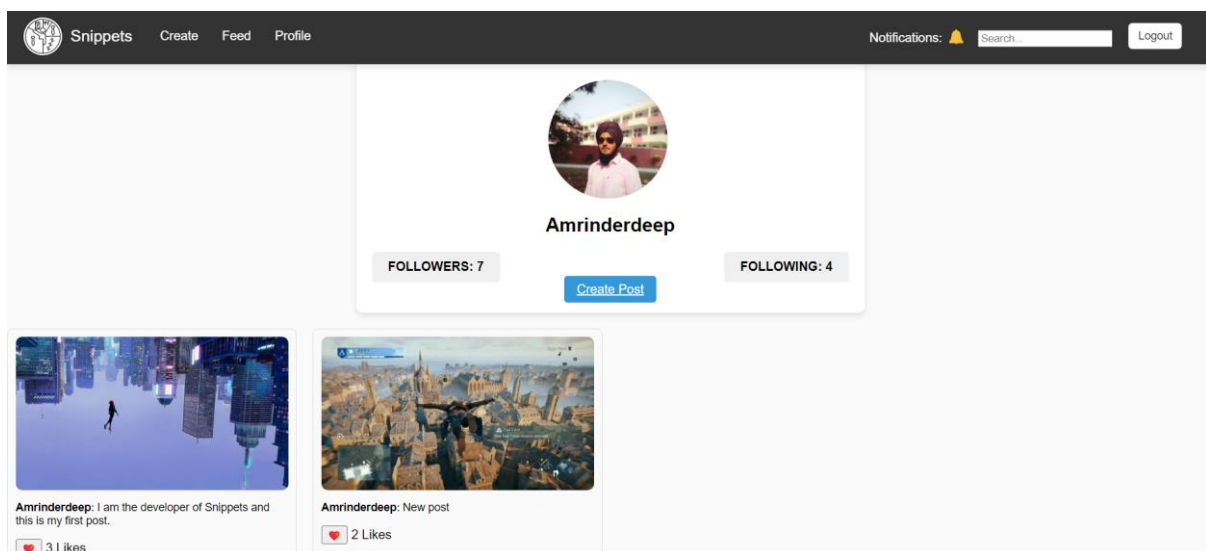 Snippets Create Feed Profile Notifications: Search... Logout
Amrinderdeep
FOLLOWERS: 7 FOLLOWING: 4
Create Post
Amrinderdeep: I am the developer of Snippets and
this is my first post.
3 Likes
Amrinderdeep: New post
2 Likes